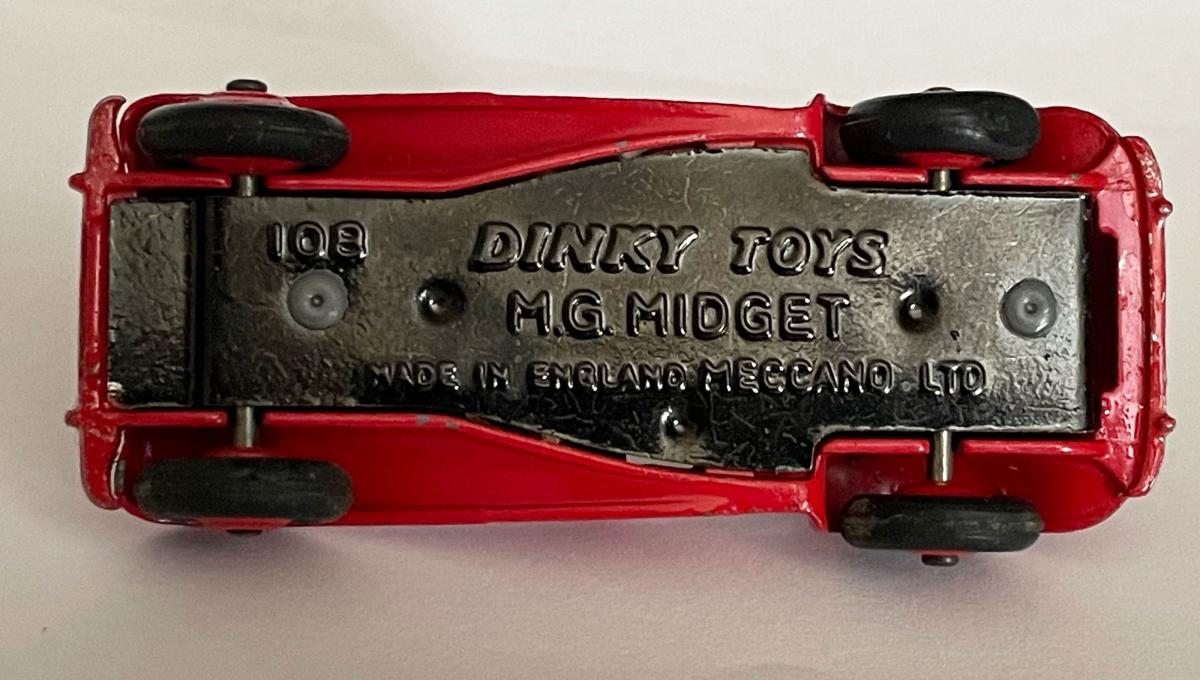 108
DINKY TOYS
M.G. MIDGET
MADE IN ENGLAND MECCANO LTD